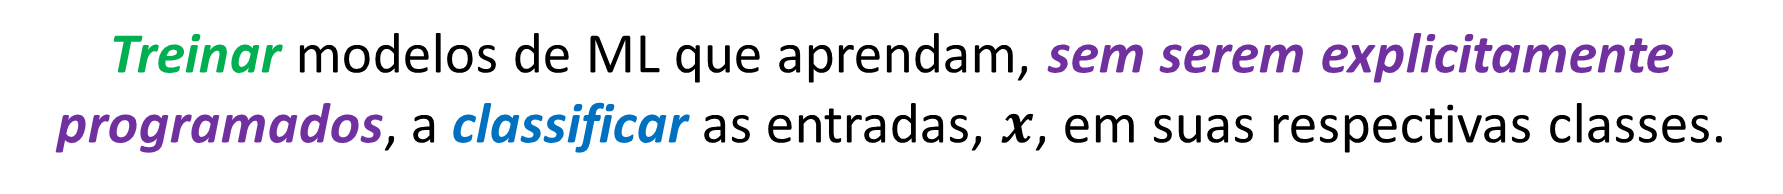 Treinar modelos de ML que aprendam, sem serem explicitamente
programados, a classificar as entradas, x, em suas respectivas classes.